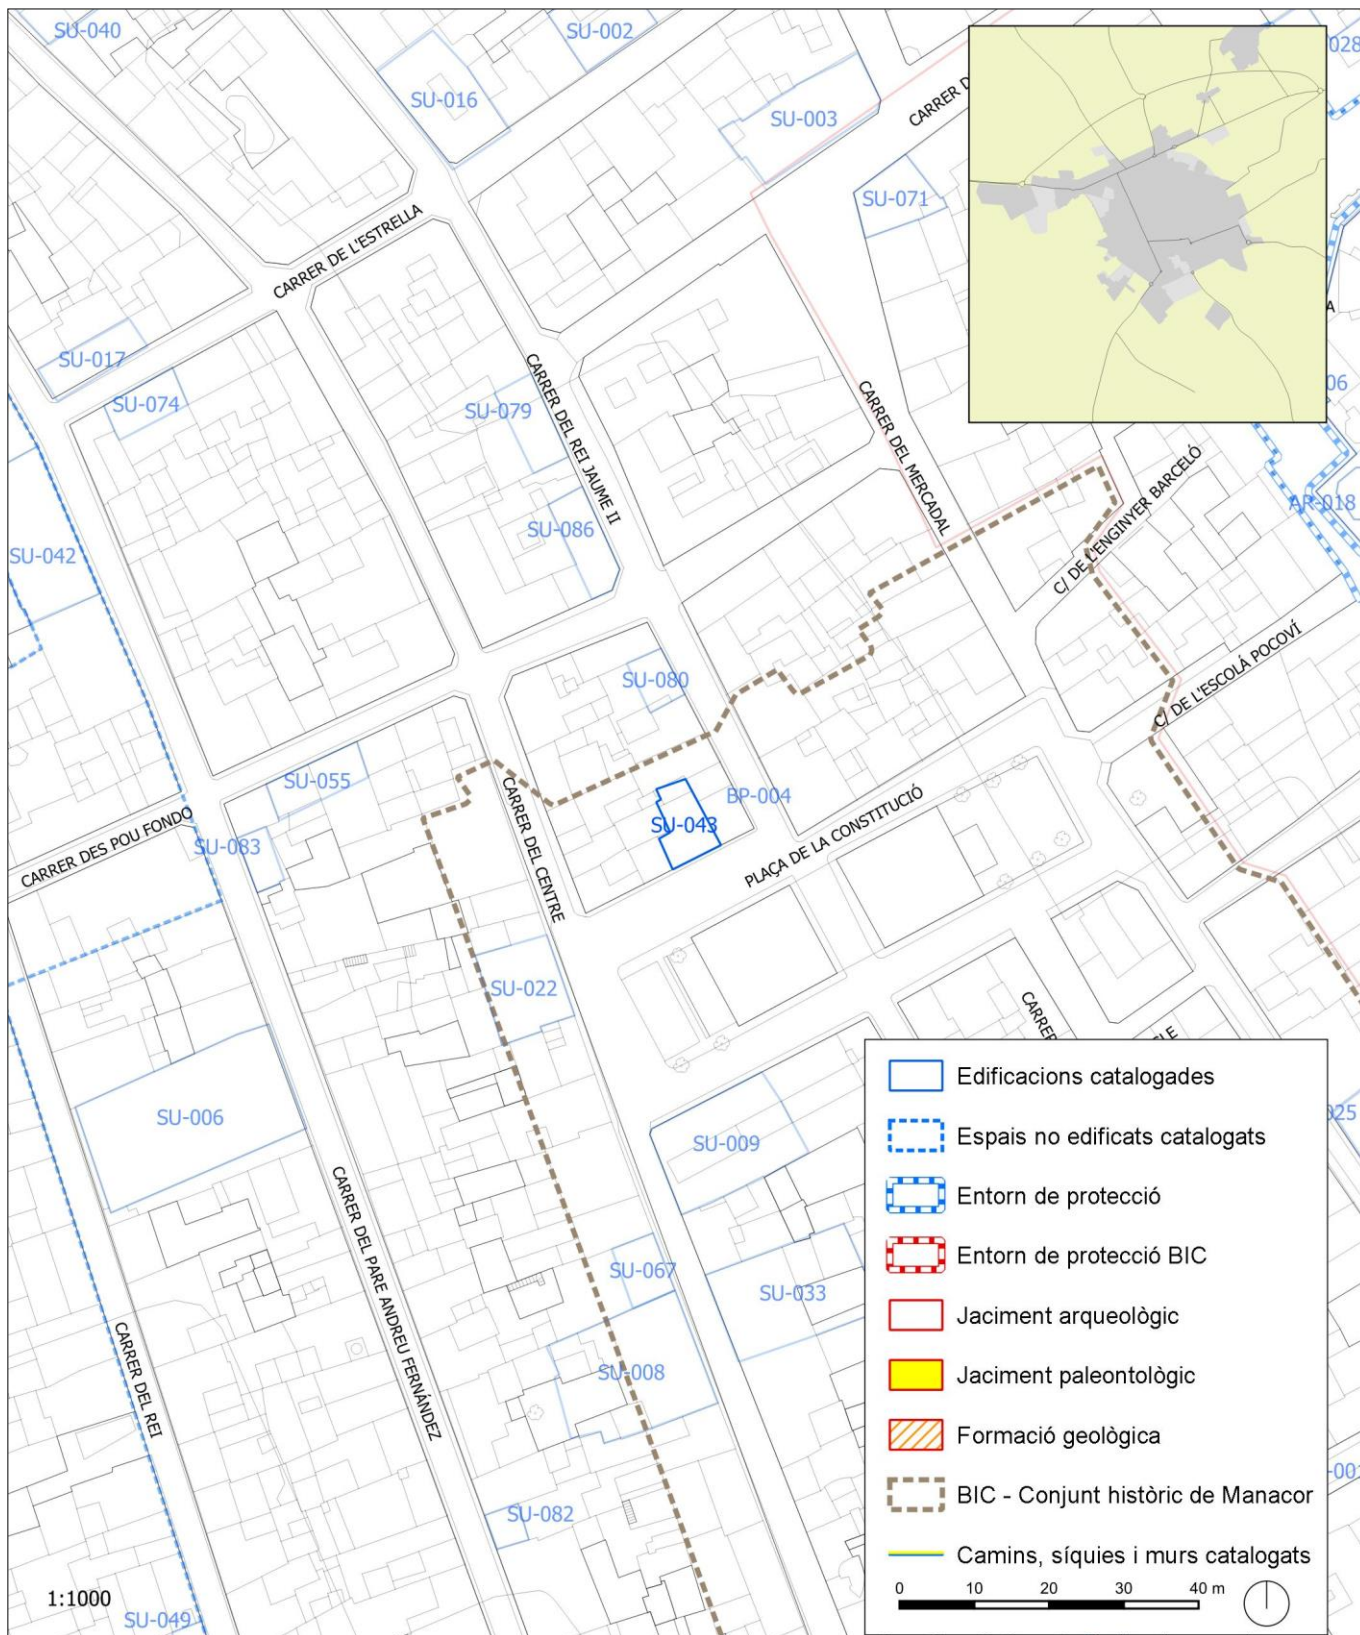 SU-040
SU-002
028
SU-016
SU-003
CARRER D
SU-071
CARRER DE L'ESTRELLA
A
SU-017
SU-074
SU-079
CARRER DEL REI JAUME II
CARRER DEL MERCADAL
06
C/ DE L'ENGINYER BARCELÓ
AR-018
SU-086
SU-042
C/ DE L'ESCOLÀ POCOVÍ
SU-080
SU-055
CARRER DEL CENTRE
BP-004
SU-043
PLAÇA DE LA CONSTITUCIÓ
CARRER DES POU FONDO
SU-083
SU-022
CARRER
SLE
SU-006
SU-009
025
CARRER DEL PARE ANDREU FERNÁNDEZ
SU-067
SU-033
CARRER DEL REI
SU-008
SU-082
-001
SU-049
1:1000
Edificacions catalogades
Espais no edificats catalogats
Entorn de protecció
Entorn de protecció BIC
Jaciment arqueològic
Jaciment paleontològic
Formació geològica
BIC - Conjunt històric de Manacor
Camins, síquies i murs catalogats
0 10 20 30 40 m